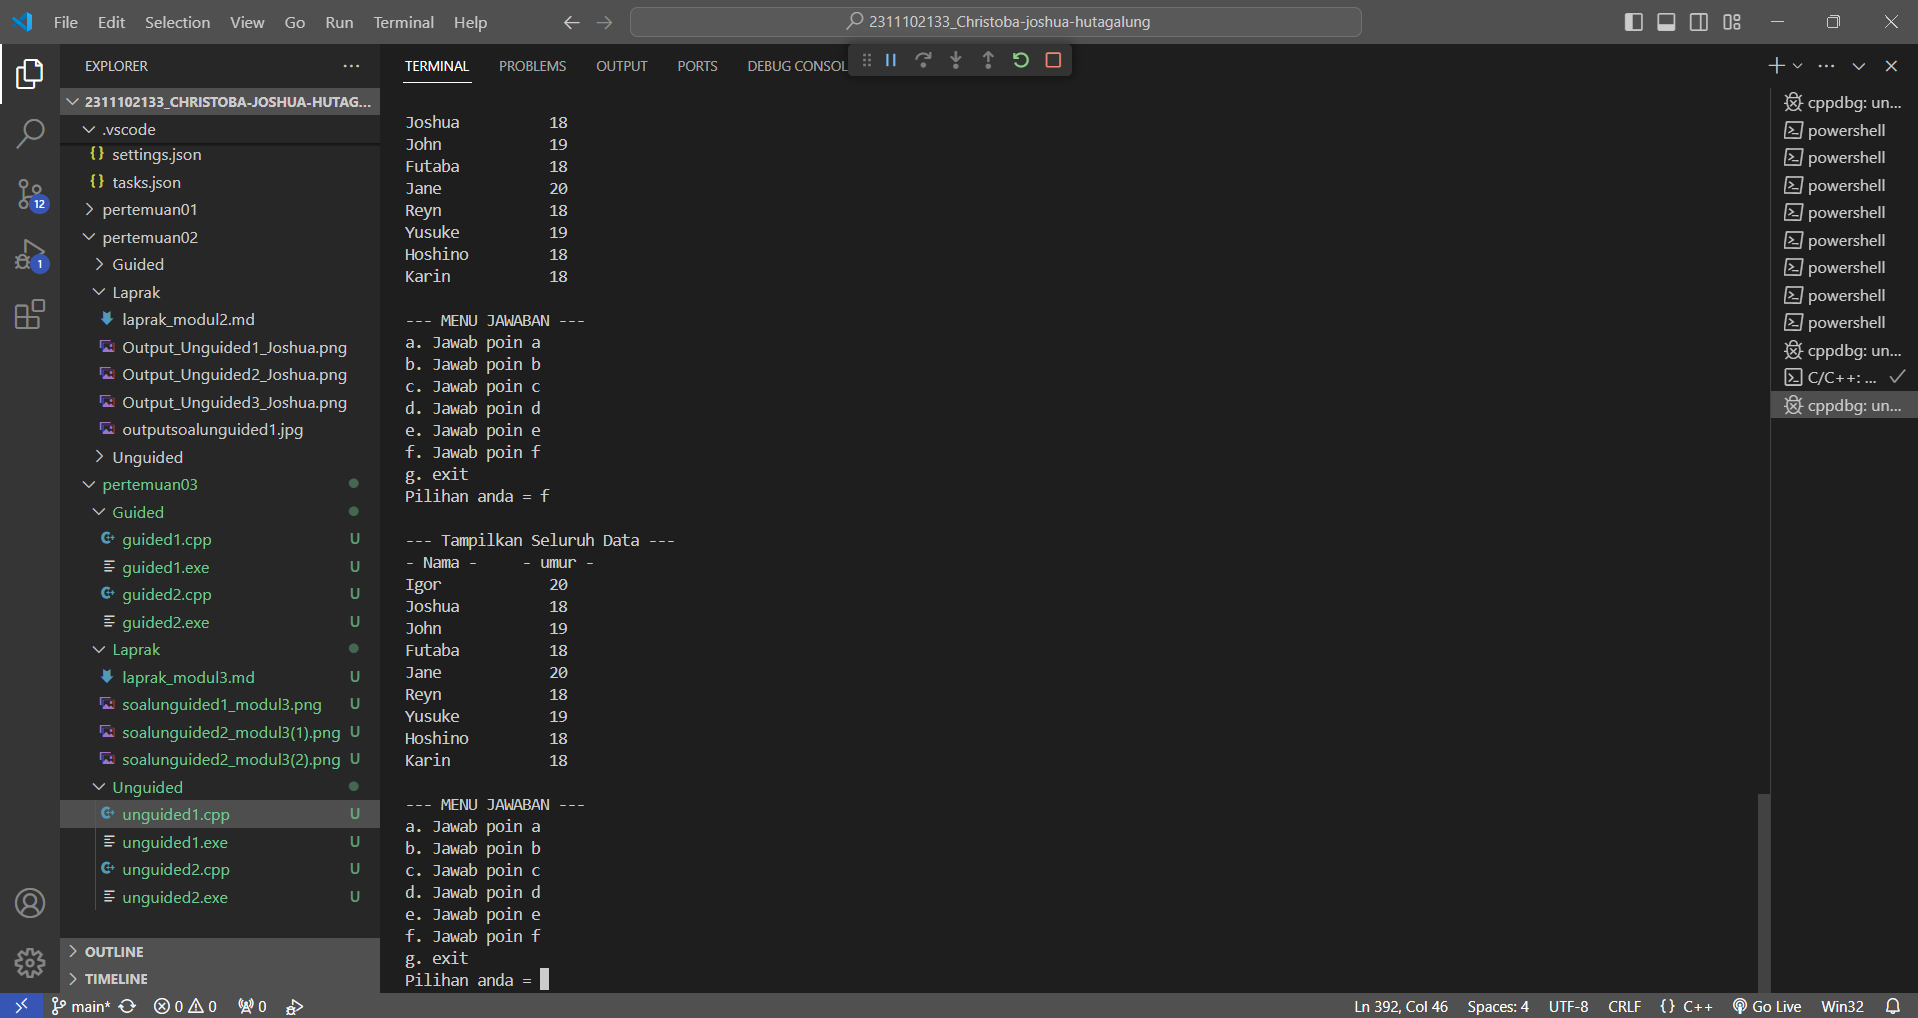 File Edit Selection View Go Run Terminal Help
2311102133_Christoba-joshua-hutagalung
EXPLORER
2311102133_CHRISTOBA-JOSHUA-HUTAG...
.vscode
{} settings.json
{} tasks.json
pertemuan01
pertemuan02
Guided
Laprak
laprak_modul2.md
Output_Unguided1_Joshua.png
Output_Unguided2_Joshua.png
Output_Unguided3_Joshua.png
outputsoalunguided1.jpg
Unguided
pertemuan03
Guided
guided1.cpp U
guided1.exe U
guided2.cpp U
guided2.exe U
Laprak
laprak_modul3.md U
soalunguided1_modul3.png U
soalunguided2_modul3(1).png U
soalunguided2_modul3(2).png U
Unguided
unguided1.cpp U
unguided1.exe U
unguided2.cpp U
unguided2.exe U
OUTLINE
TIMELINE
12
1
TERMINAL PROBLEMS OUTPUT PORTS DEBUG CONSOL
Joshua 18
John 19
Futaba 18
Jane 20
Reyn 18
Yusuke 19
Hoshino 18
Karin 18
--- MENU JAWABAN ---
a. Jawab poin a
b. Jawab poin b
c. Jawab poin c
d. Jawab poin d
e. Jawab poin e
f. Jawab poin f
g. exit
Pilihan anda = f
--- Tampilkan Seluruh Data ---
- Nama - - umur -
Igor 20
Joshua 18
John 19
Futaba 18
Jane 20
Reyn 18
Yusuke 19
Hoshino 18
Karin 18
--- MENU JAWABAN ---
a. Jawab poin a
b. Jawab poin b
c. Jawab poin c
d. Jawab poin d
e. Jawab poin e
f. Jawab poin f
g. exit
Pilihan anda =
cppdbg: un...
powershell
powershell
powershell
powershell
powershell
powershell
powershell
powershell
cppdbg: un...
C/C++: ...
cppdbg: un...
main* 0 0 0 Ln 392, Col 46 Spaces: 4 UTF-8 CRLF {} C++ Go Live Win32